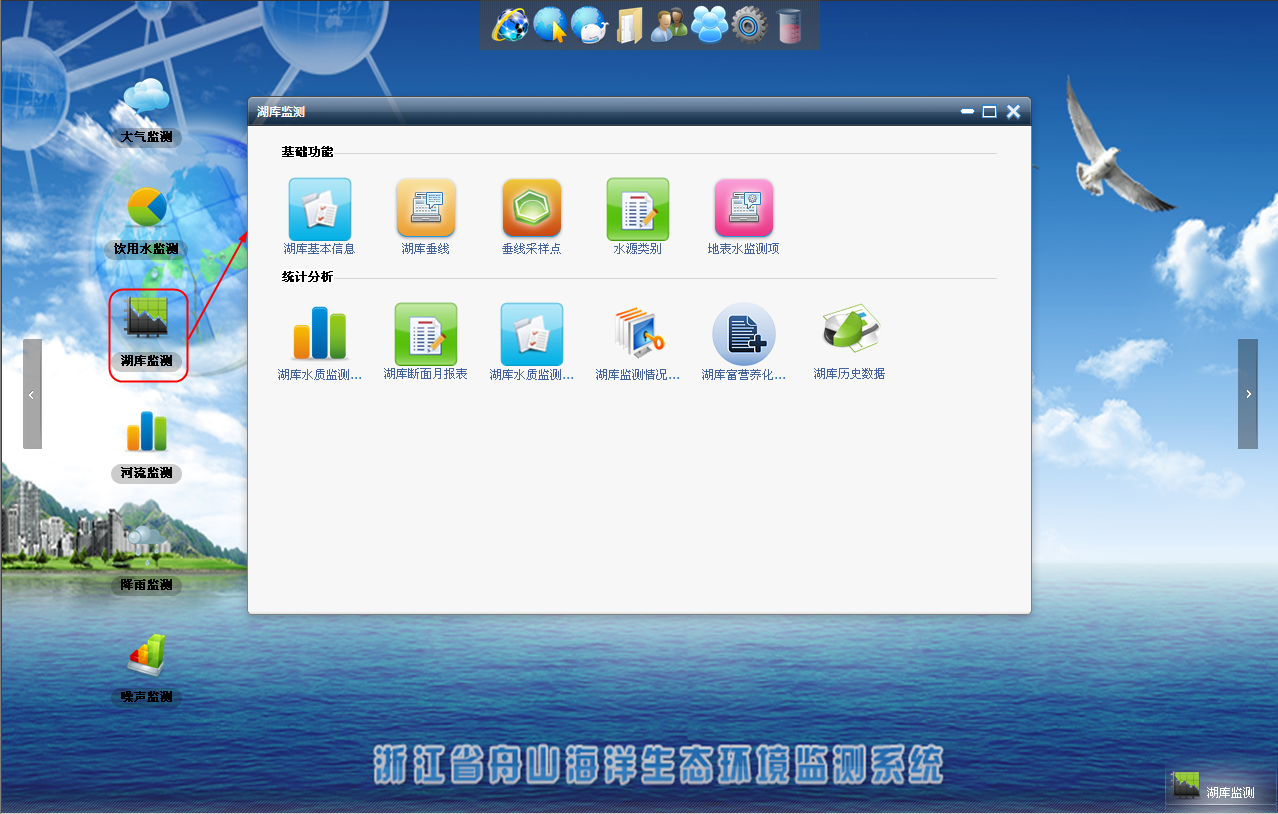 大气监测
饮用水监测
湖库监测
河流监测
降雨监测
噪声监测
湖库监测
基础功能
湖库基本信息
湖库垂线
垂线采样点
水源类别
地表水监测项
统计分析
湖库水质监测...
湖库断面月报表
湖库水质监测...
湖库监测情况...
湖库富营养化...
湖库历史数据
浙江省舟山海洋生态环境监测系统
湖库监测